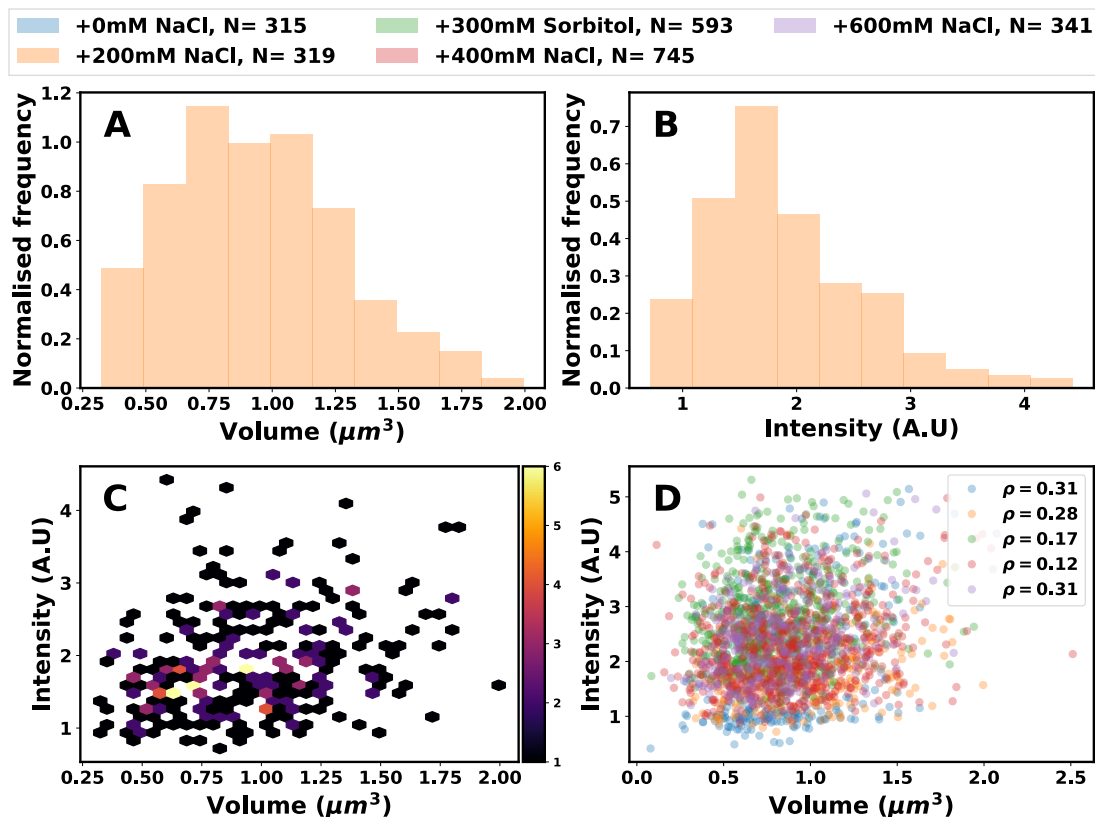 +0mM NaCl, N= 315 +300mM Sorbitol, N= 593 +600mM NaCl, N= 341
+200mM NaCl, N= 319 +400mM NaCl, N= 745
A
Normalised frequency
1.2
1.0
0.8
0.6
0.4
0.2
0.0
0.25 0.50 0.75 1.00 1.25 1.50 1.75 2.00
Volume (μm³)
B
Normalised frequency
0.7
0.6
0.5
0.4
0.3
0.2
0.1
0.0
1 2 3 4
Intensity (A.U)
C
Intensity (A.U)
4
3
2
1
0.25 0.50 0.75 1.00 1.25 1.50 1.75 2.00
Volume (μm³)
6
5
4
3
2
1
D
Intensity (A.U)
5
4
3
2
1
0.0 0.5 1.0 1.5 2.0 2.5
Volume (μm³)
ρ = 0.31
ρ = 0.28
ρ = 0.17
ρ = 0.12
ρ = 0.31